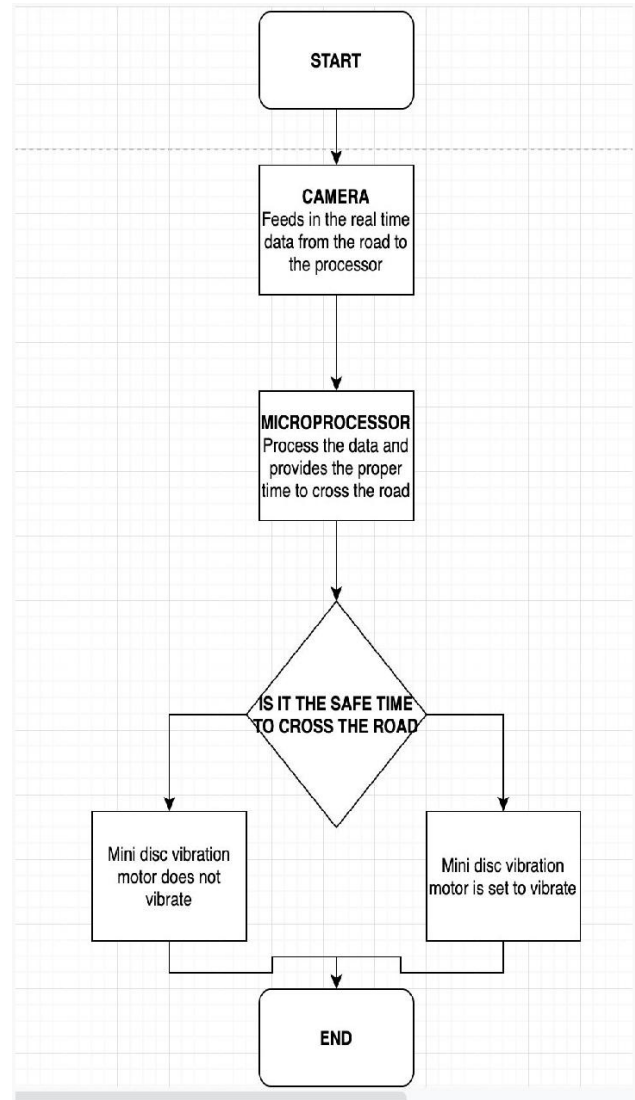 START
CAMERA
Feeds in the real time
data from the road to
the processor
MICROPROCESSOR
Process the data and
provides the proper
time to cross the road
IS IT THE SAFE TIME
TO CROSS THE ROAD
Mini disc vibration
motor does not
vibrate
Mini disc vibration
motor is set to vibrate
END